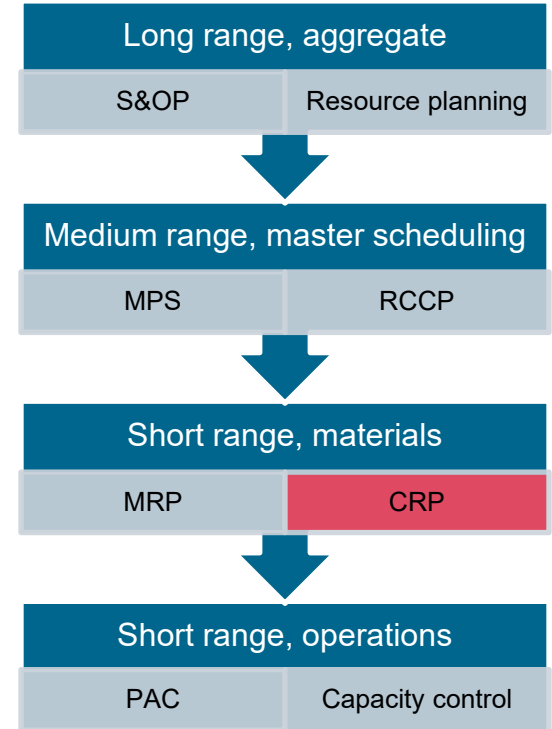 Long range, aggregate
S&OP
Resource planning
Medium range, master scheduling
MPS
RCCP
Short range, materials
MRP
CRP
Short range, operations
PAC
Capacity control